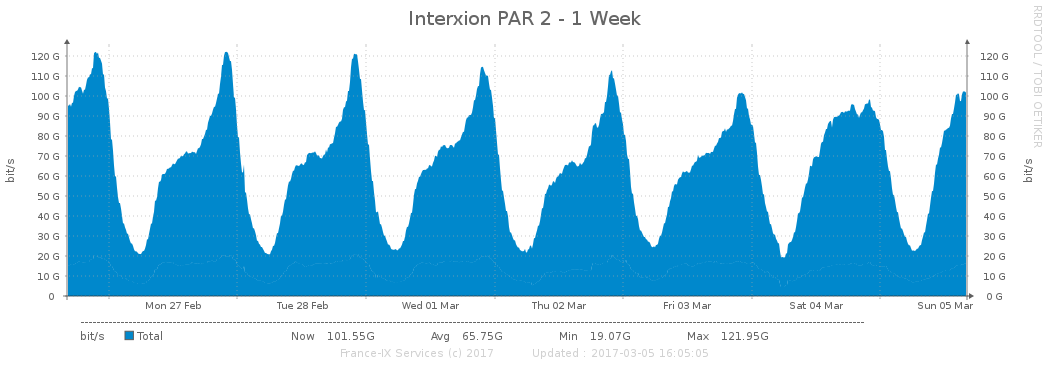 Interxion PAR 2 - 1 Week
RRDTOOL / TOBI OETIKER
bit/s
120 G
110 G
100 G
90 G
80 G
70 G
60 G
50 G
40 G
30 G
20 G
10 G
0
120 G
110 G
100 G
90 G
80 G
70 G
60 G
50 G
40 G
30 G
20 G
10 G
0 G
bit/s
Mon 27 Feb Tue 28 Feb Wed 01 Mar Thu 02 Mar Fri 03 Mar Sat 04 Mar Sun 05 Mar
bit/s Total Now 101.55G Avg 65.75G Min 19.07G Max 121.95G
France-IX Services (c) 2017 Updated : 2017-03-05 16:05:05